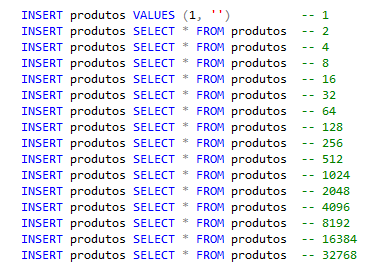 INSERT produtos VALUES (1, '') -- 1
INSERT produtos SELECT * FROM produtos -- 2
INSERT produtos SELECT * FROM produtos -- 4
INSERT produtos SELECT * FROM produtos -- 8
INSERT produtos SELECT * FROM produtos -- 16
INSERT produtos SELECT * FROM produtos -- 32
INSERT produtos SELECT * FROM produtos -- 64
INSERT produtos SELECT * FROM produtos -- 128
INSERT produtos SELECT * FROM produtos -- 256
INSERT produtos SELECT * FROM produtos -- 512
INSERT produtos SELECT * FROM produtos -- 1024
INSERT produtos SELECT * FROM produtos -- 2048
INSERT produtos SELECT * FROM produtos -- 4096
INSERT produtos SELECT * FROM produtos -- 8192
INSERT produtos SELECT * FROM produtos -- 16384
INSERT produtos SELECT * FROM produtos -- 32768